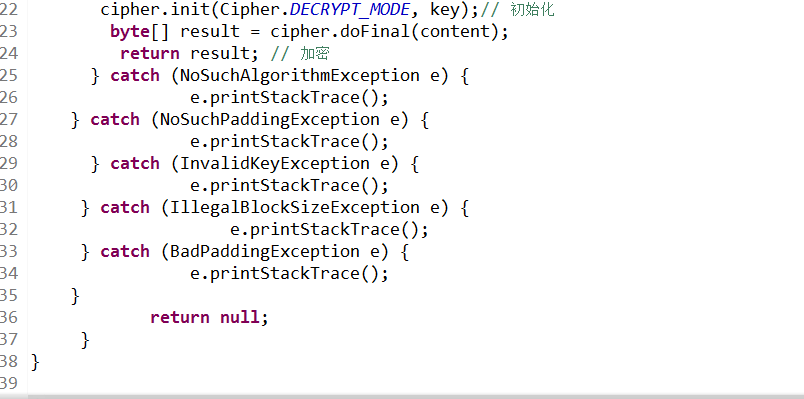 22 cipher.init(Cipher.DECRYPT_MODE, key);// 初始化
23 byte[] result = cipher.doFinal(content);
24 return result; // 加密
25 } catch (NoSuchAlgorithmException e) {
26 e.printStackTrace();
27 } catch (NoSuchPaddingException e) {
28 e.printStackTrace();
29 } catch (InvalidKeyException e) {
30 e.printStackTrace();
31 } catch (IllegalBlockSizeException e) {
32 e.printStackTrace();
33 } catch (BadPaddingException e) {
34 e.printStackTrace();
35 }
36 return null;
37 }
38 }
39